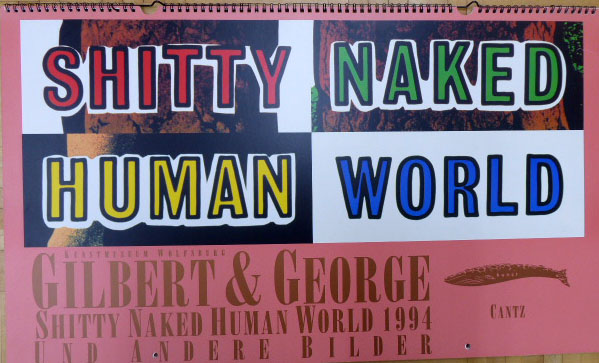 SHITTY NAKED
HUMAN WORLD
KUNSTMUSEUM WOLFSBURG
GILBERT & GEORGE
SHITTY NAKED HUMAN WORLD 1994
UND ANDERE BILDER
CANTZ